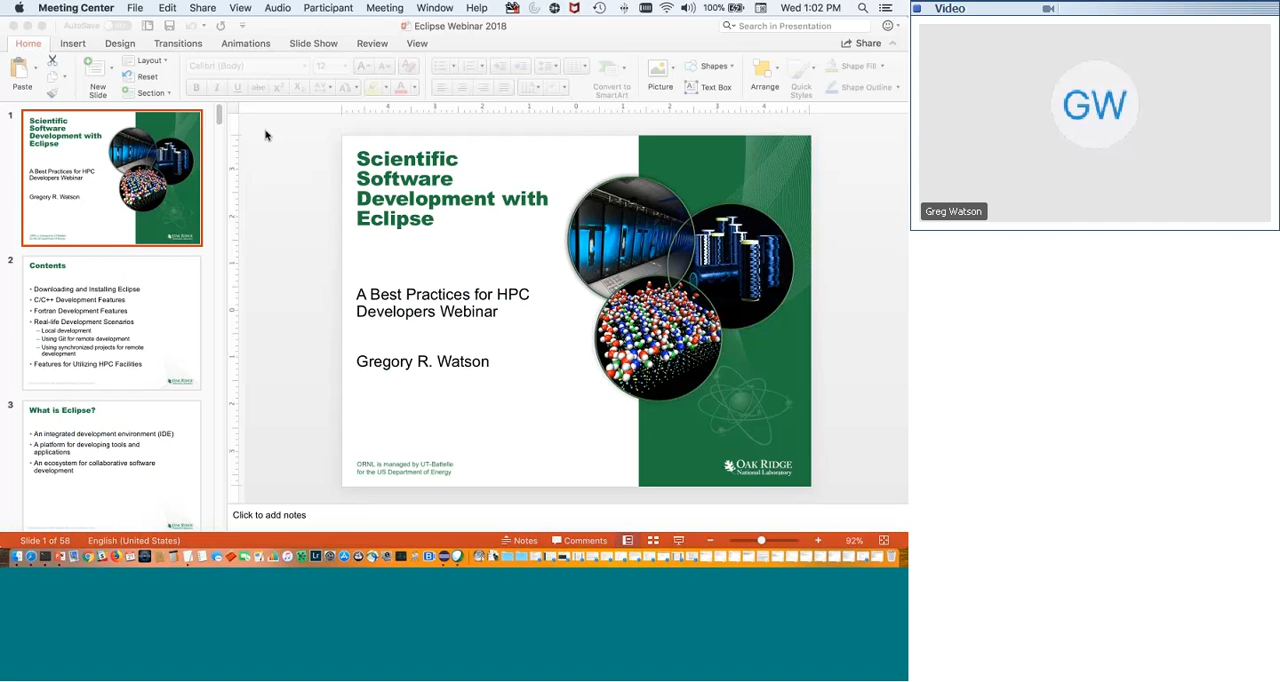 Meeting Center File Edit Share View Audio Participant Meeting Window Help 100% Wed 1:02 PM
AutoSave Eclipse Webinar 2018 Search in Presentation
Home Insert Design Transitions Animations Slide Show Review View Share
Paste
New
Slide
Layout
Reset
Section
Calibri (Body) 12
Convert to
SmartArt
Picture
Shapes
Text Box
Arrange
Quick
Styles
Shape Fill
Shape Outline
1
Scientific
Software
Development with
Eclipse
A Best Practices for HPC
Developers Webinar
Gregory R. Watson
2
Contents
• Downloading and Installing Eclipse
• C/C++ Development Features
• Fortran Development Features
• Real-life Development Scenarios
– Local development
– Using Git for remote development
– Using synchronized projects for remote
development
• Features for Utilizing HPC Facilities
3
What is Eclipse?
• An integrated development environment (IDE)
• A platform for developing tools and
applications
• An ecosystem for collaborative software
development
Scientific
Software
Development with
Eclipse
A Best Practices for HPC
Developers Webinar
Gregory R. Watson
ORNL is managed by UT-Battelle
for the US Department of Energy
OAK RIDGE
National Laboratory
Click to add notes
Slide 1 of 58 English (United States) Notes Comments 92%
Video
GW
Greg Watson